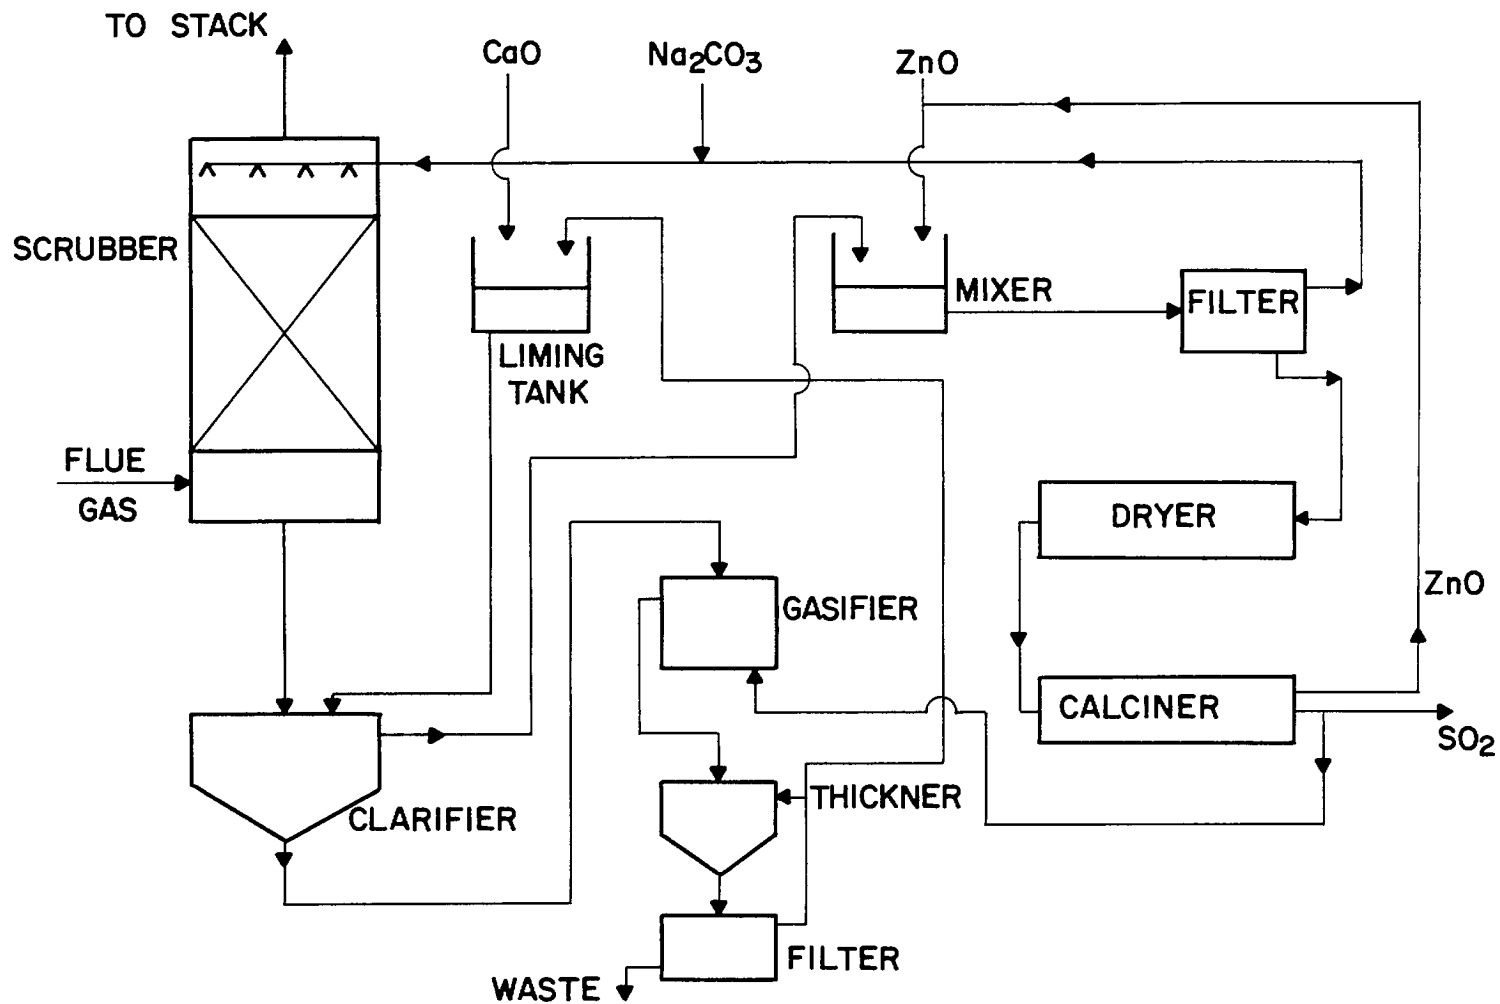 TO STACK
CaO
Na2CO3
ZnO
SCRUBBER
MIXER
FILTER
LIMING
TANK
FLUE
GAS
DRYER
ZnO
GASIFIER
CALCINER
SO2
THICKNER
CLARIFIER
FILTER
WASTE